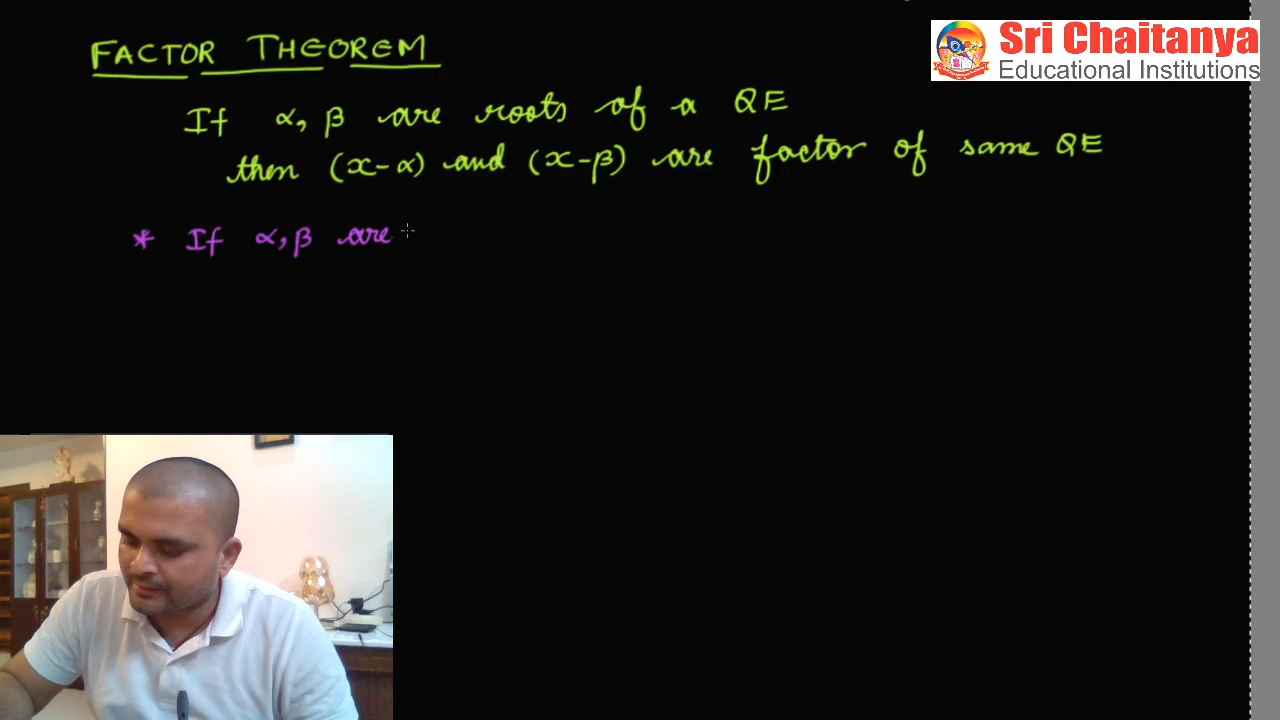 Sri Chaitanya
Educational Institutions
FACTOR THEOREM
If α, β are roots of a QE
then (x-α) and (x-β) are factor of same QE
* If α, β are